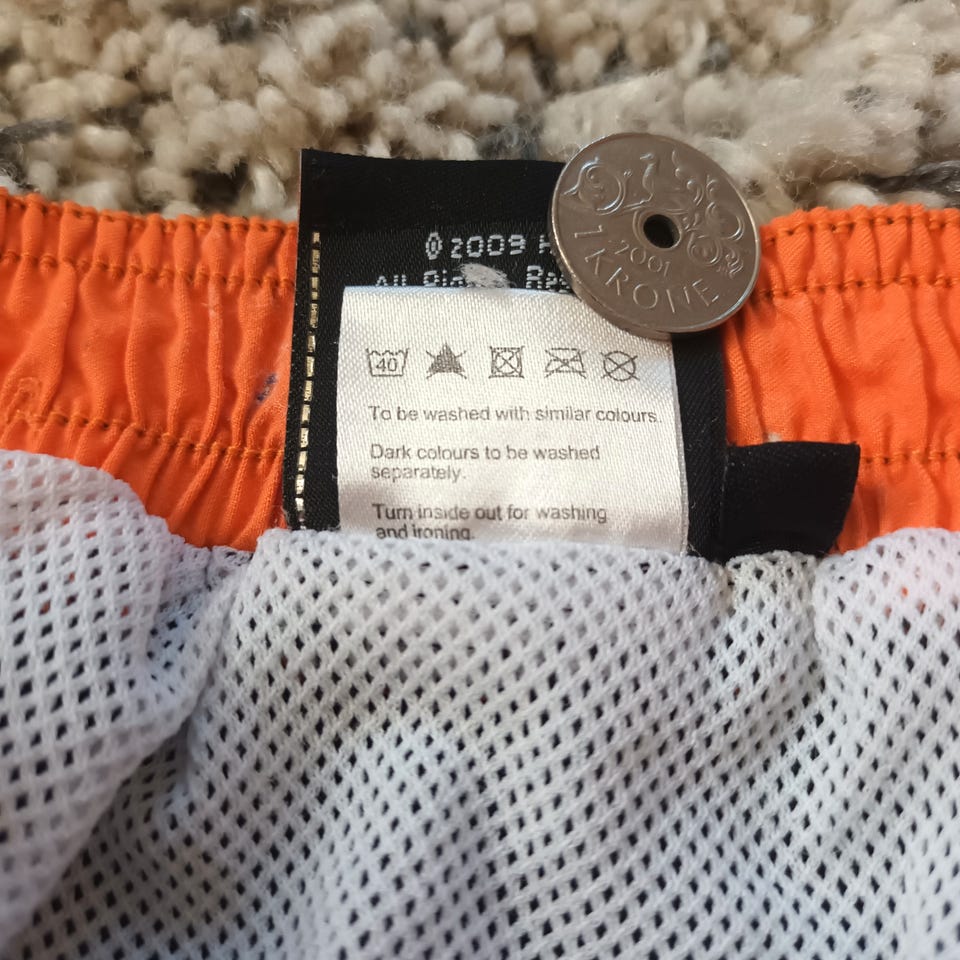 © 2009
All
1 KRONE
2001
40
To be washed with similar colours.
Dark colours to be washed
separately.
Turn inside out for washing
and ironing.